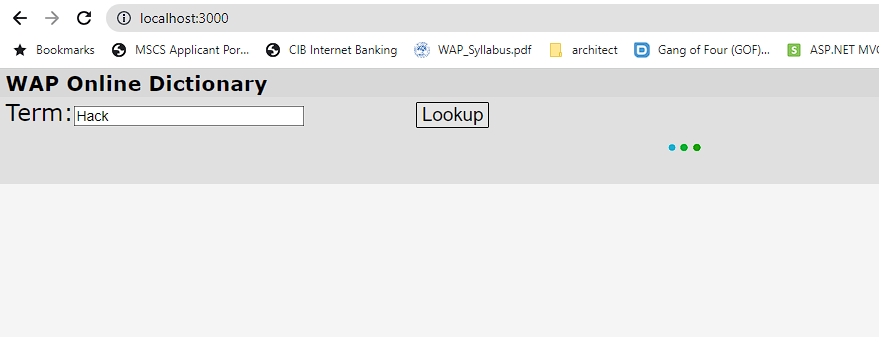 localhost:3000
Bookmarks MSCS Applicant Por... CIB Internet Banking WAP_Syllabus.pdf architect Gang of Four (GOF)... S ASP.NET MVC
WAP Online Dictionary
Term: Hack Lookup